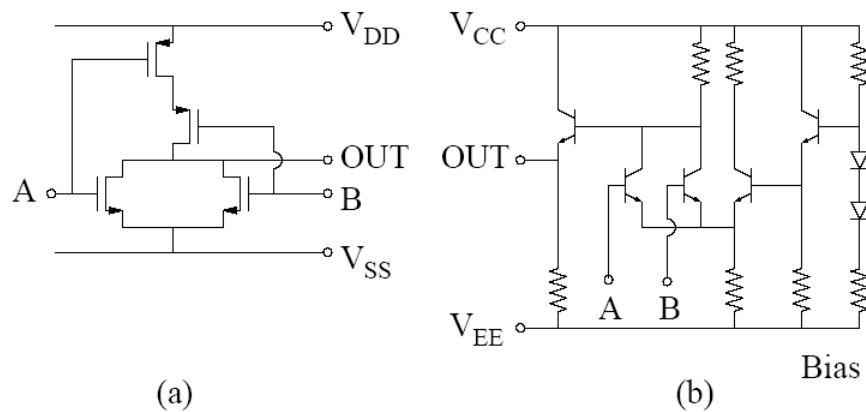 V_DD
OUT
A
B
V_SS
(a)
V_CC
OUT
A
B
V_EE
Bias
(b)